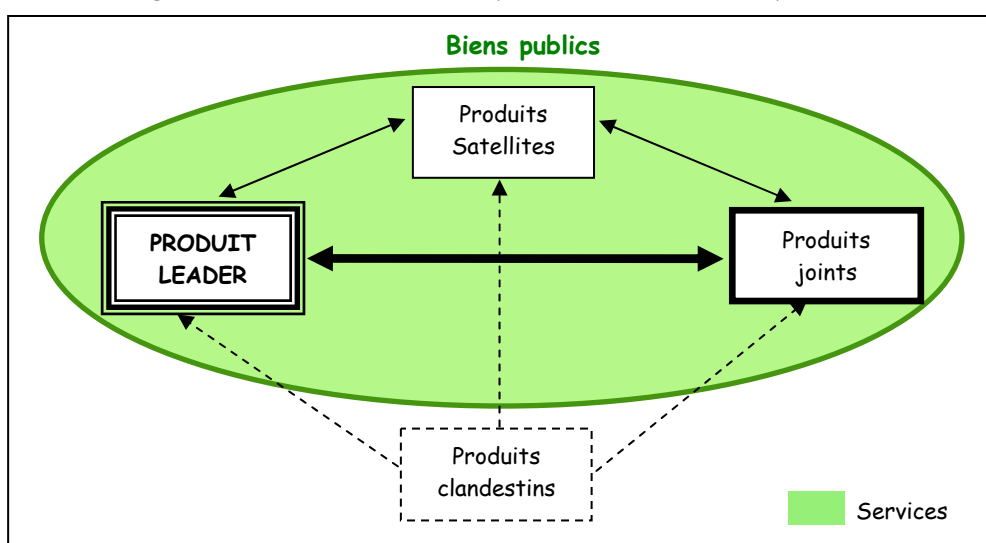 Biens publics
Produits
Satellites
PRODUIT
LEADER
Produits
joints
Produits
clandestins
Services